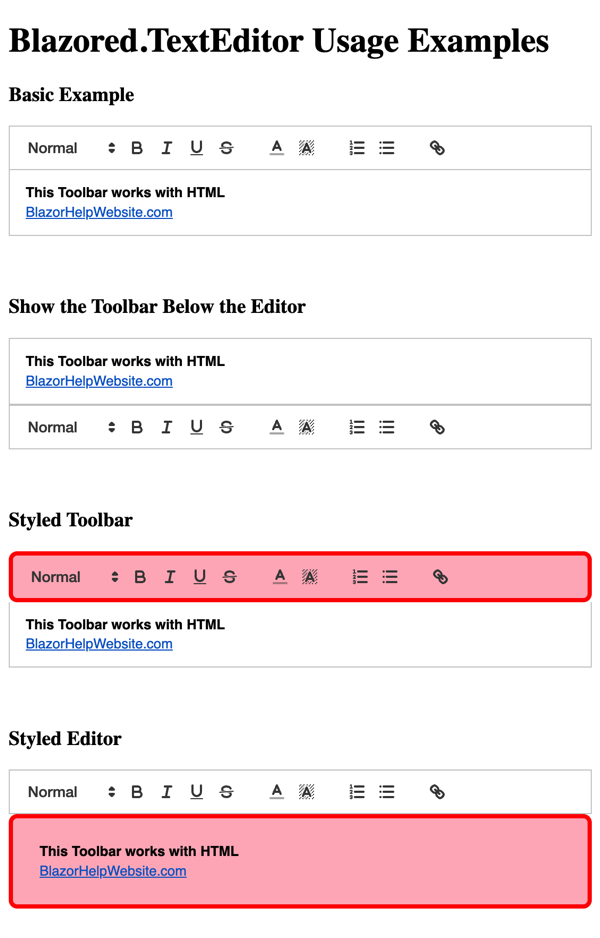 Blazored.TextEditor Usage Examples
Basic Example
Normal B I U S A A
This Toolbar works with HTML
BlazorHelpWebsite.com
Show the Toolbar Below the Editor
This Toolbar works with HTML
BlazorHelpWebsite.com
Normal B I U S A A
Styled Toolbar
Normal B I U S A A
This Toolbar works with HTML
BlazorHelpWebsite.com
Styled Editor
Normal B I U S A A
This Toolbar works with HTML
BlazorHelpWebsite.com